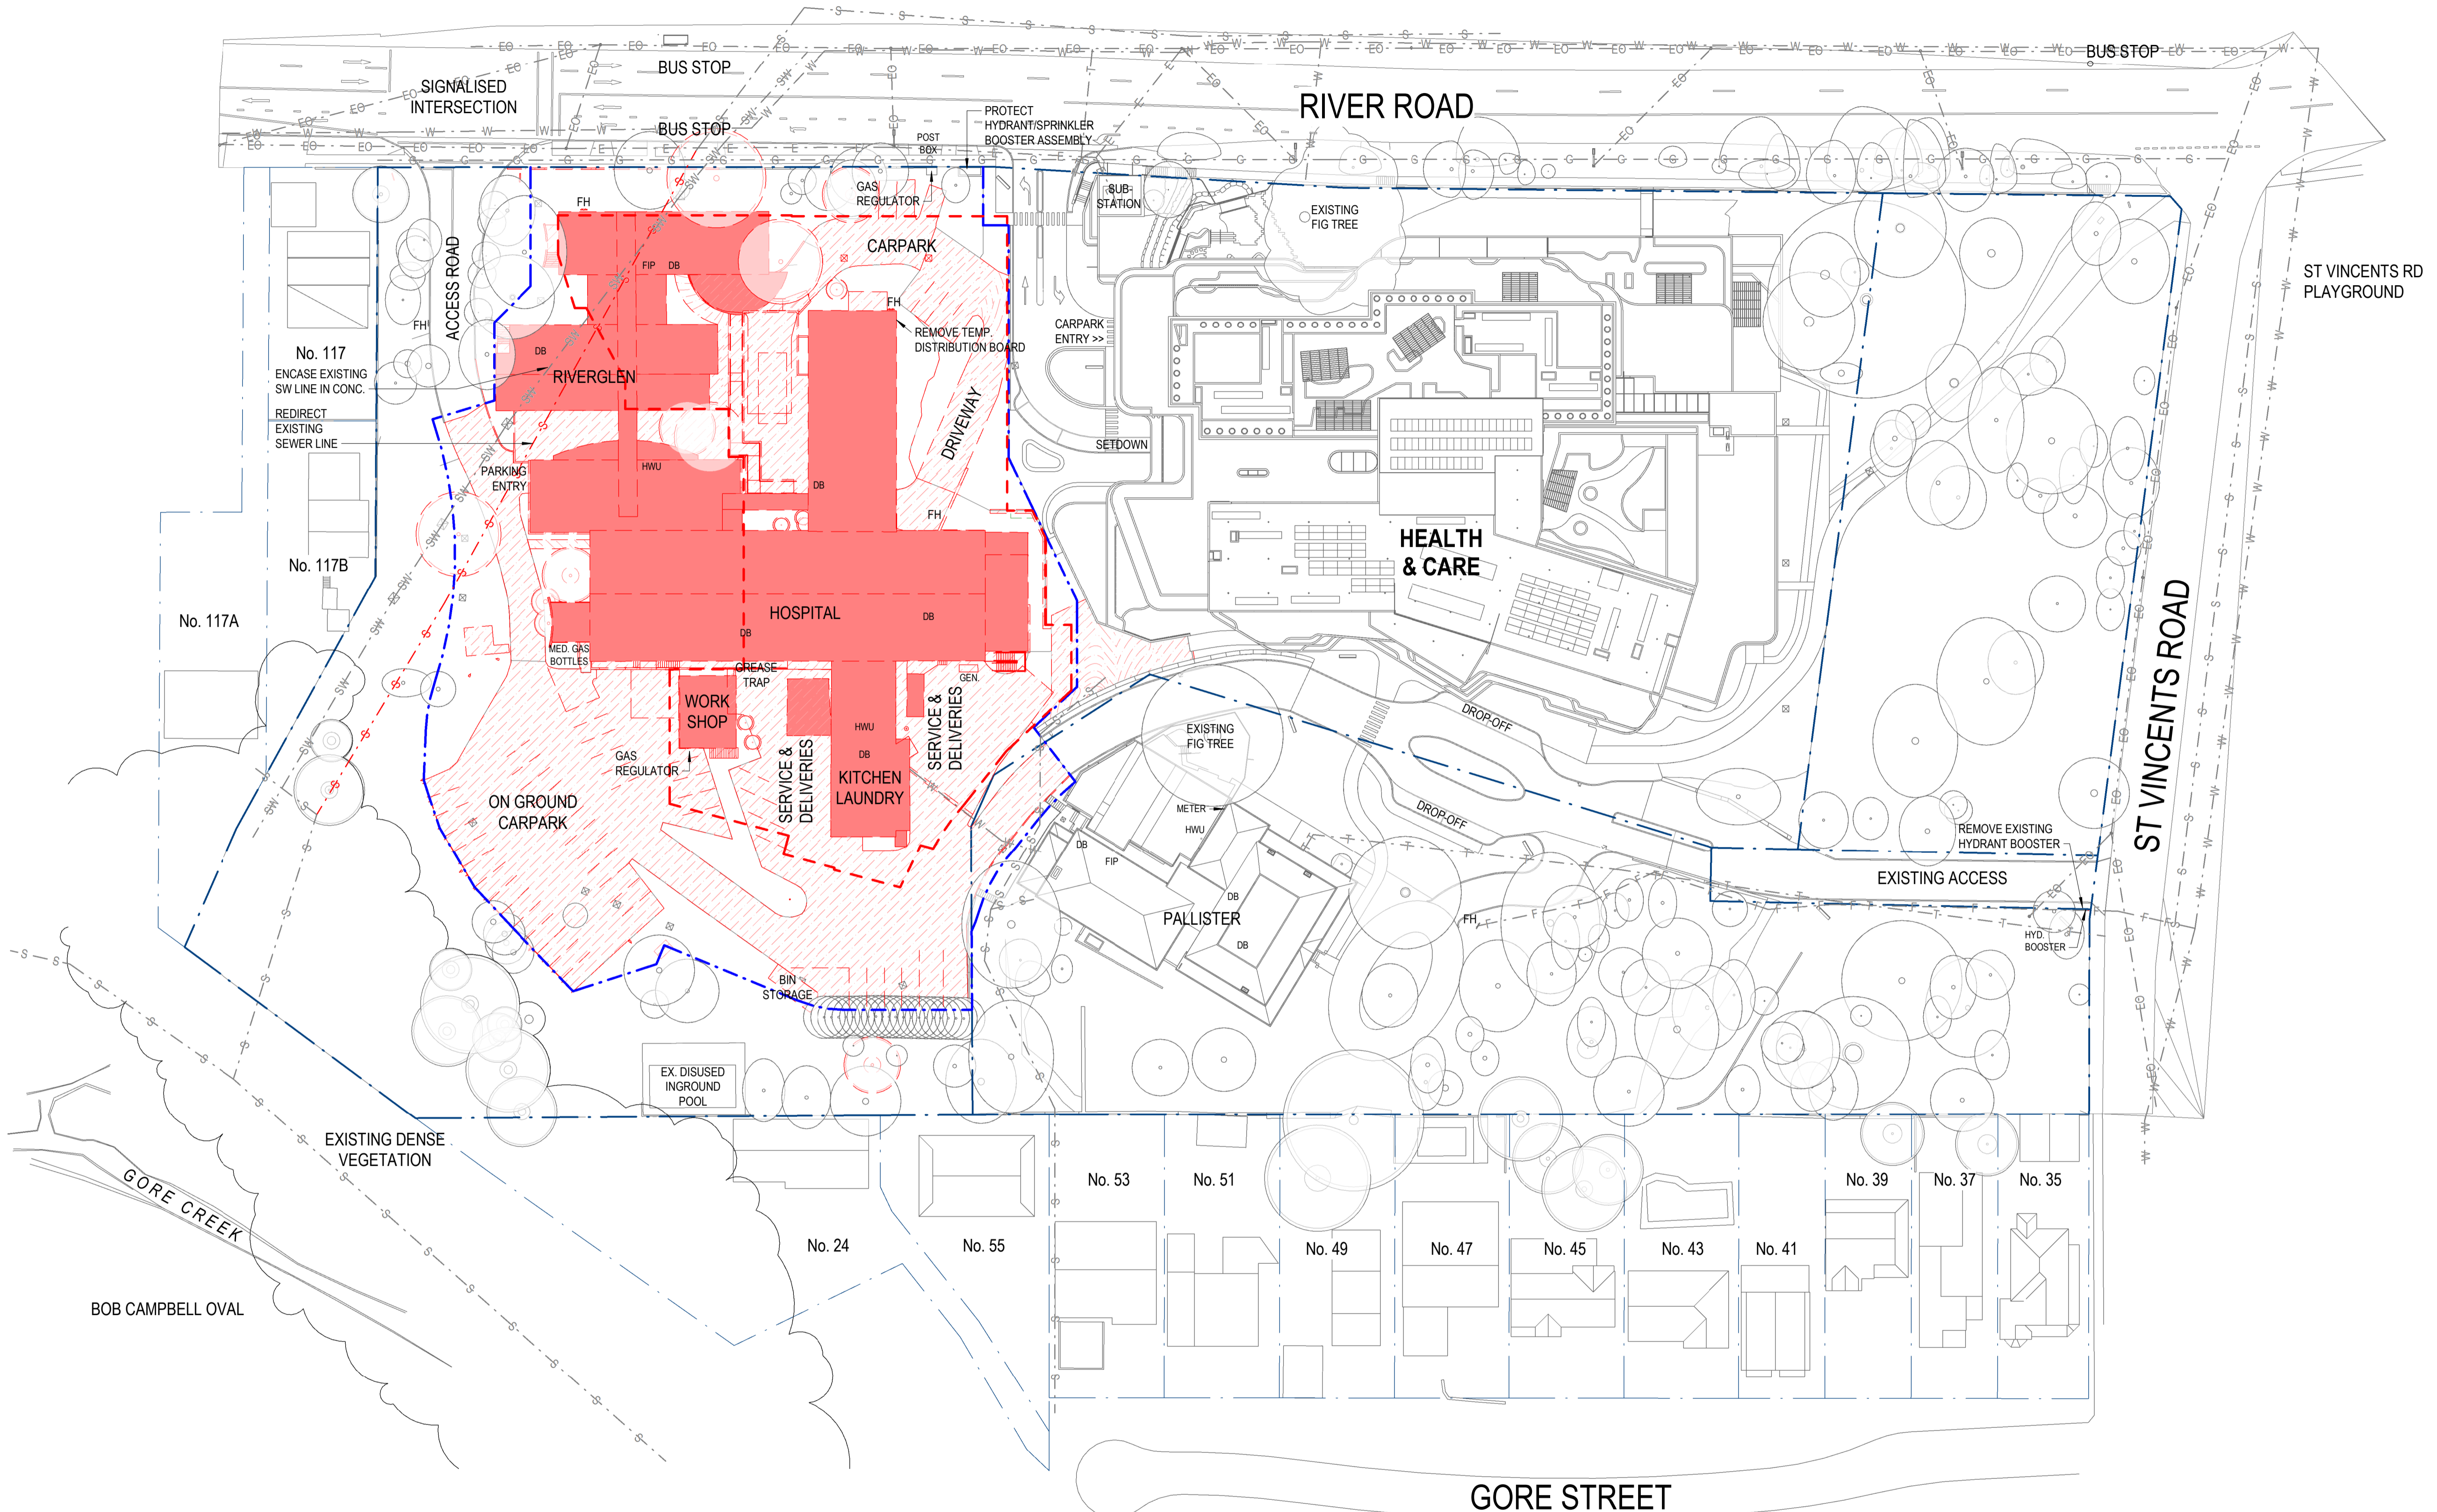 BUS STOP
BUS STOP
SIGNALISED
INTERSECTION
RIVER ROAD
BUS STOP
PROTECT
HYDRANT/SPRINKLER
BOOSTER ASSEMBLY
POST
BOX
GAS
REGULATOR
SUB-
STATION
FH
EXISTING
FIG TREE
CARPARK
ACCESS ROAD
FIP
DB
ST VINCENTS RD
PLAYGROUND
FH
FH
REMOVE TEMP.
DISTRIBUTION BOARD
CARPARK
ENTRY >>
No. 117
ENCASE EXISTING
SW LINE IN CONC.
DB
RIVERGLEN
REDIRECT
EXISTING
SEWER LINE
DRIVEWAY
SETDOWN
PARKING
ENTRY
HWU
DB
FH
HEALTH
& CARE
No. 117B
No. 117A
HOSPITAL
DB
DB
MED. GAS
BOTTLES
GREASE
TRAP
GEN.
WORK
SHOP
SERVICE &
DELIVERIES
SERVICE &
DELIVERIES
HWU
DB
KITCHEN
LAUNDRY
GAS
REGULATOR
ON GROUND
CARPARK
EXISTING
FIG TREE
DROP-OFF
DROP-OFF
METER
HWU
DB
FIP
DB
PALLISTER
DB
FH
REMOVE EXISTING
HYDRANT BOOSTER
EXISTING ACCESS
HYD.
BOOSTER
ST VINCENTS ROAD
BIN
STORAGE
EX. DISUSED
INGROUND
POOL
EXISTING DENSE
VEGETATION
GORE CREEK
BOB CAMPBELL OVAL
No. 24
No. 55
No. 53
No. 51
No. 49
No. 47
No. 45
No. 43
No. 41
No. 39
No. 37
No. 35
GORE STREET